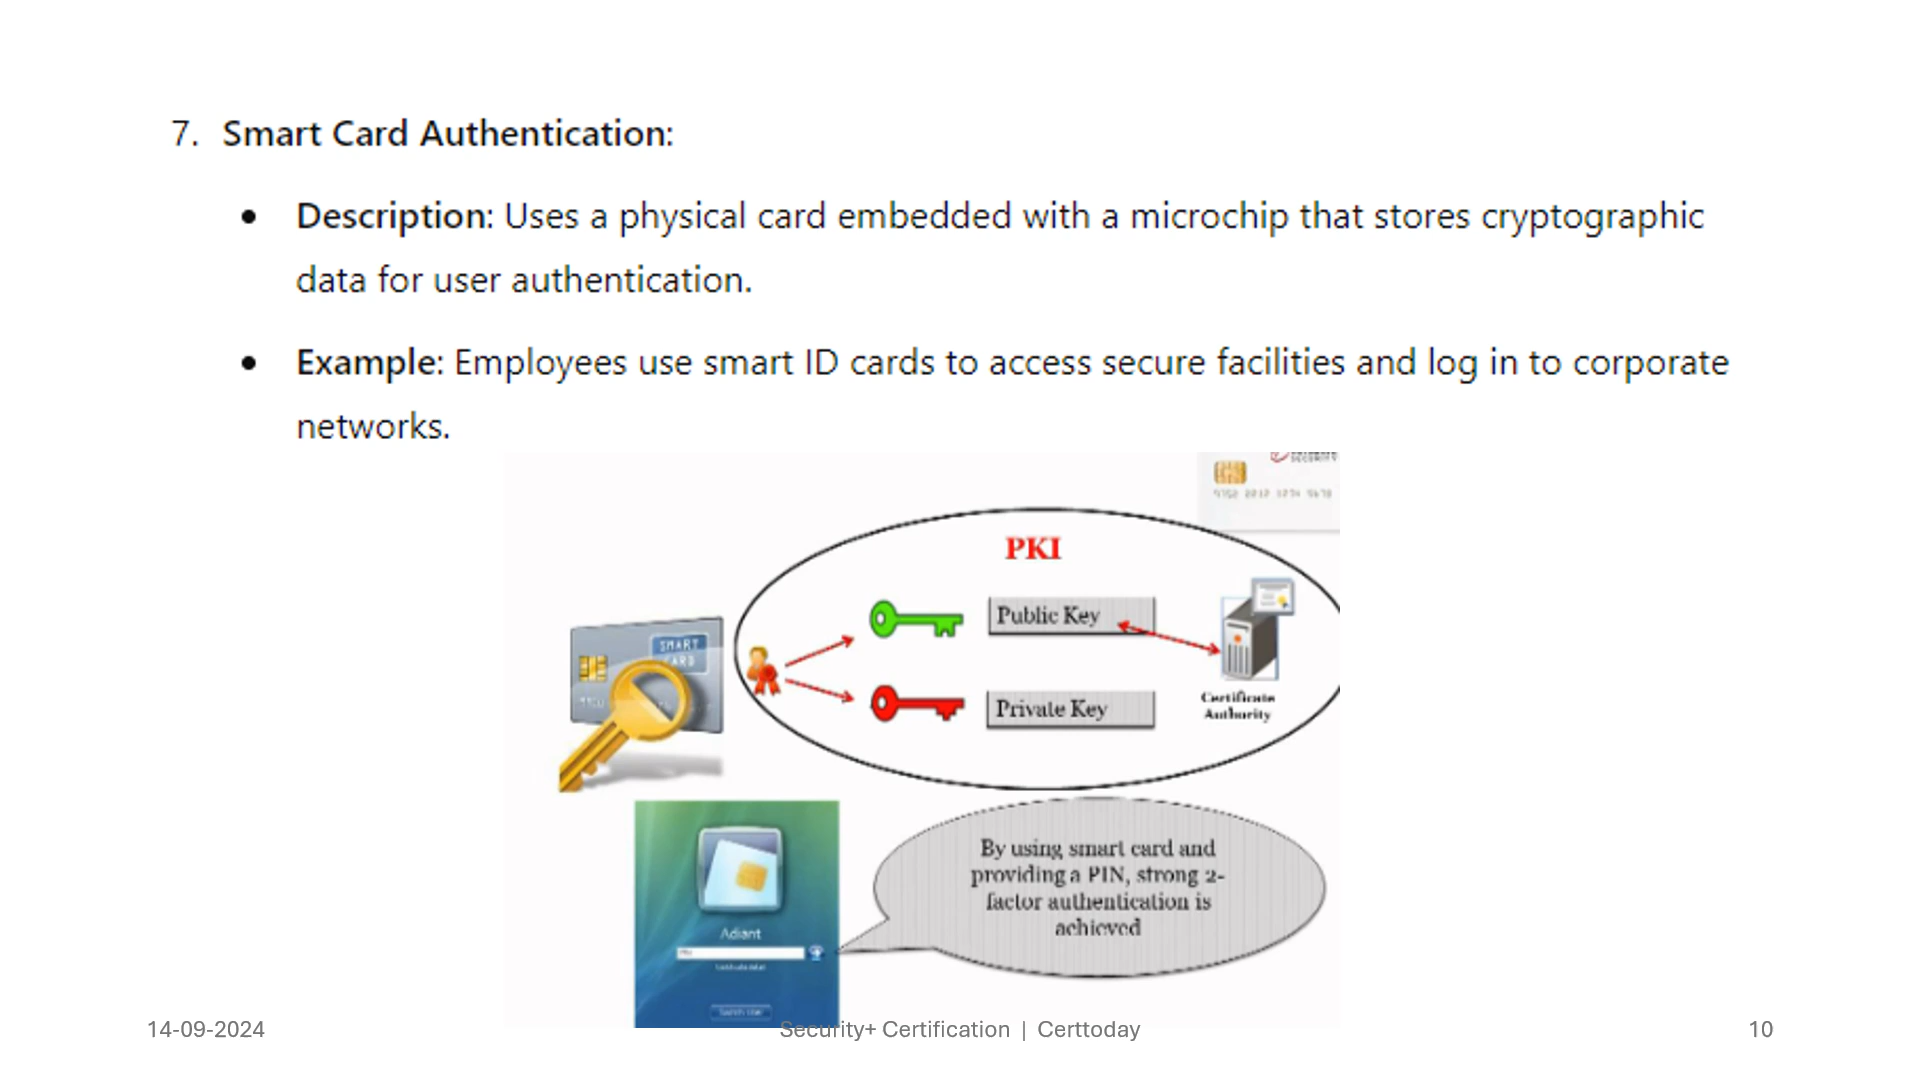 7. Smart Card Authentication:
• Description: Uses a physical card embedded with a microchip that stores cryptographic
data for user authentication.
• Example: Employees use smart ID cards to access secure facilities and log in to corporate
networks.
SECURITY
PKI
Public Key
SMART
CARD
Private Key
Certificate
Authority
By using smart card and
providing a PIN, strong 2-
factor authentication is
achieved
Adiant
14-09-2024
Security+ Certification | Certtoday
10